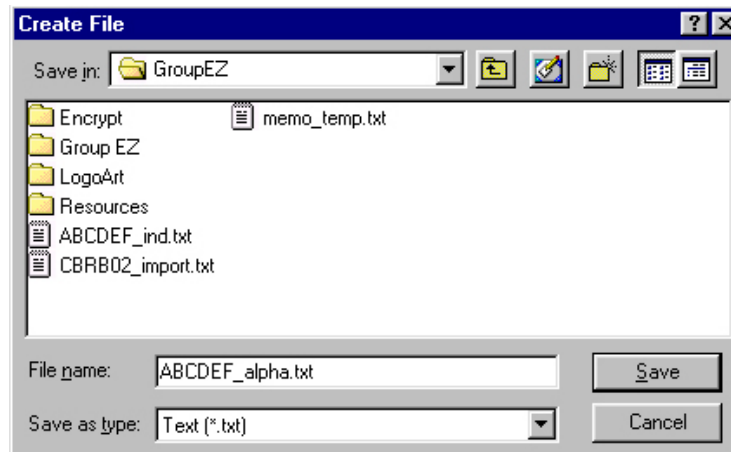 Create File
Save in: GroupEZ
Encrypt memo_temp.txt
Group EZ
LogoArt
Resources
ABCDEF_ind.txt
CBRB02_import.txt
File name: ABCDEF_alpha.txt Save
Save as type: Text (*.txt) Cancel